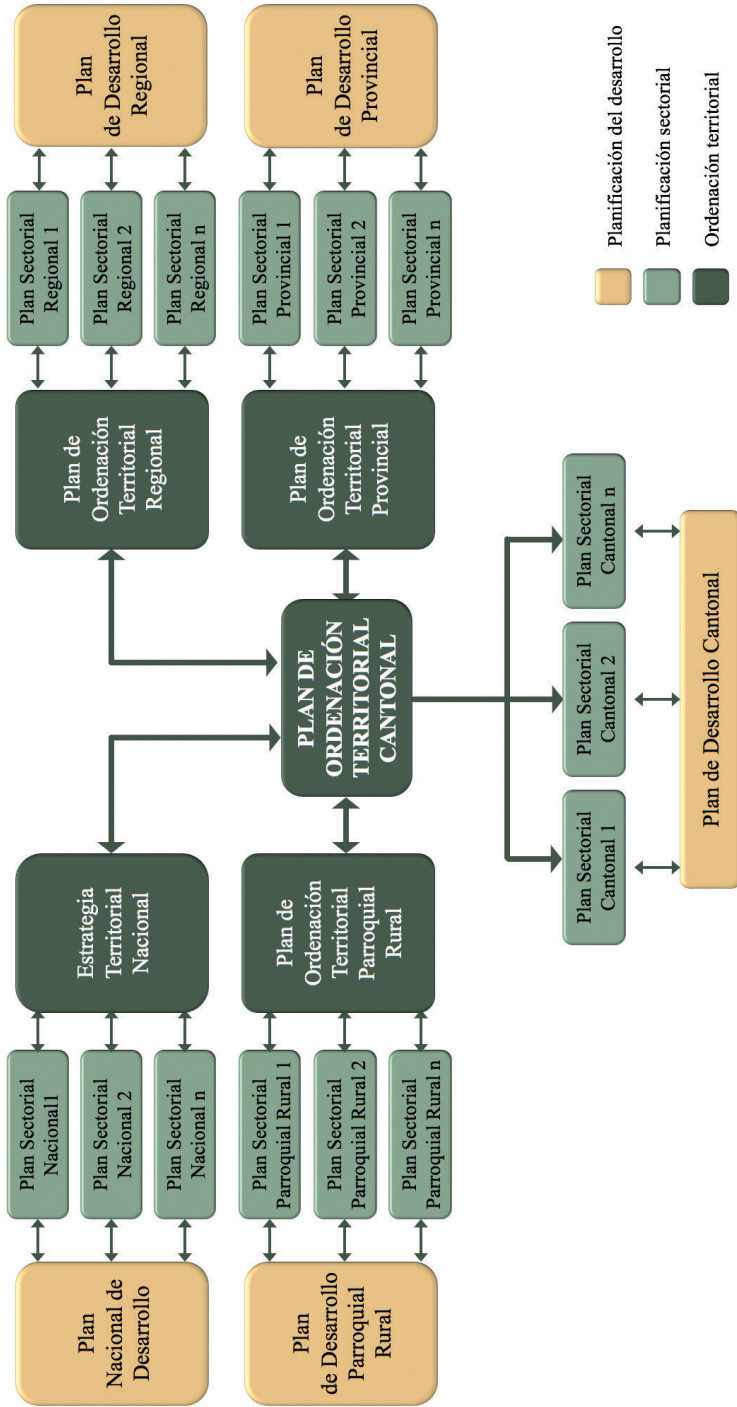 Plan
Nacional de
Desarrollo
Plan Sectorial
Nacional1
Plan Sectorial
Nacional 2
Plan Sectorial
Nacional n
Estrategia
Territorial
Nacional
Plan de
Ordenación
Territorial
Regional
Plan Sectorial
Regional 1
Plan Sectorial
Regional 2
Plan Sectorial
Regional n
Plan
de Desarrollo
Regional
Plan
de Desarrollo
Parroquial
Rural
Plan Sectorial
Parroquial Rural 1
Plan Sectorial
Parroquial Rural 2
Plan Sectorial
Parroquial Rural n
Plan de
Ordenación
Territorial
Parroquial
Rural
PLAN DE
ORDENACIÓN
TERRITORIAL
CANTONAL
Plan de
Ordenación
Territorial
Provincial
Plan Sectorial
Provincial 1
Plan Sectorial
Provincial 2
Plan Sectorial
Provincial n
Plan
de Desarrollo
Provincial
Plan Sectorial
Cantonal 1
Plan Sectorial
Cantonal 2
Plan Sectorial
Cantonal n
Plan de Desarrollo Cantonal
Planificación del desarrollo
Planificación sectorial
Ordenación territorial